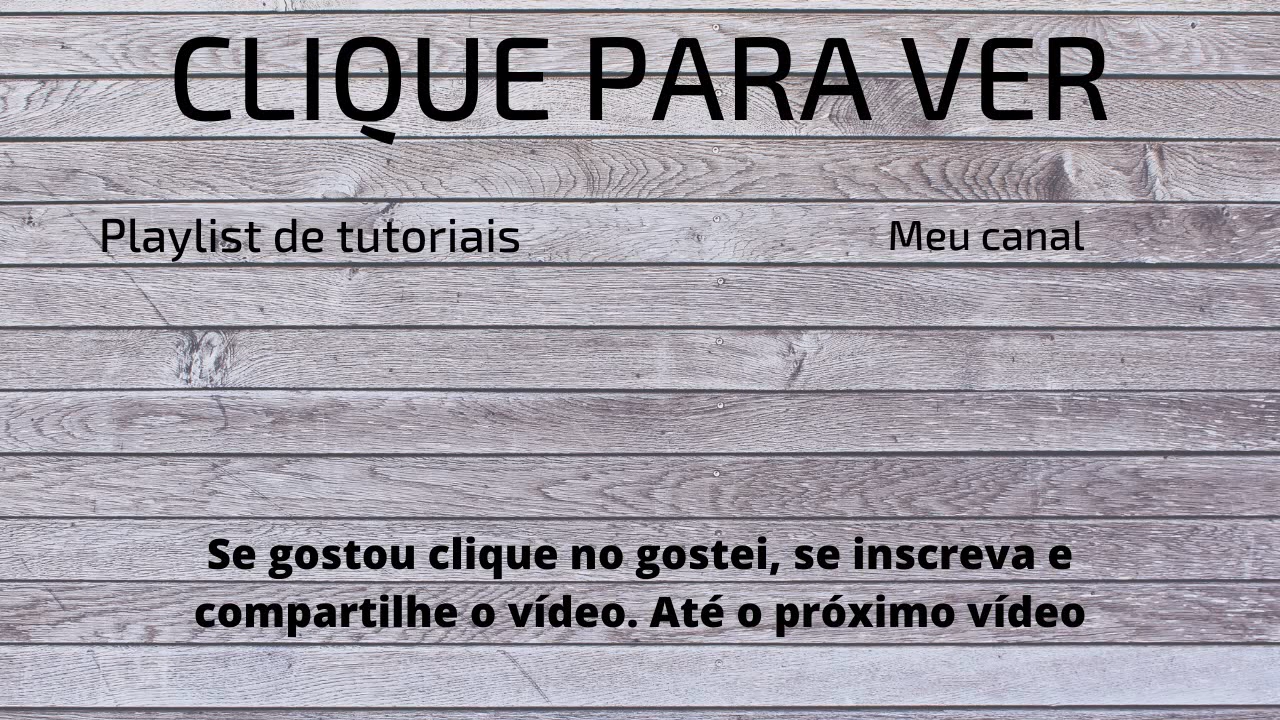 CLIQUE PARA VER
Playlist de tutoriais
Meu canal
Se gostou clique no gostei, se inscreva e
compartilhe o vídeo. Até o próximo vídeo